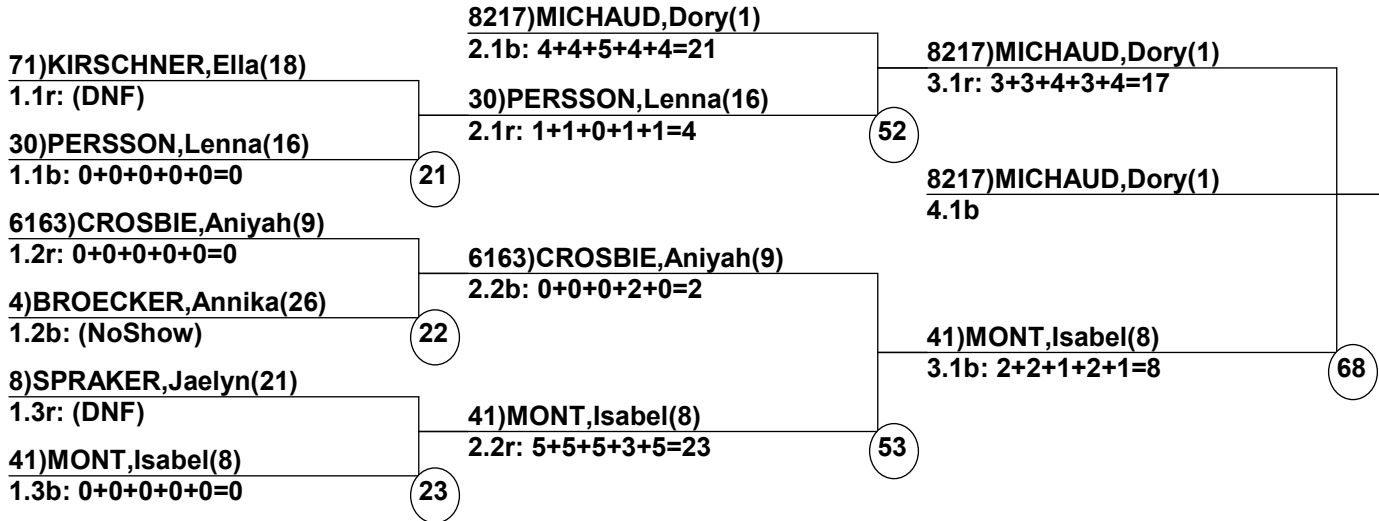 71)KIRSCHNER,Ella(18)
1.1r: (DNF)
30)PERSSON,Lenna(16)
1.1b: 0+0+0+0+0=0
21
6163)CROSBIE,Aniyah(9)
1.2r: 0+0+0+0+0=0
4)BROECKER,Annika(26)
1.2b: (NoShow)
22
8)SPRAKER,Jaelyn(21)
1.3r: (DNF)
41)MONT,Isabel(8)
1.3b: 0+0+0+0+0=0
23
8217)MICHAUD,Dory(1)
2.1b: 4+4+5+4+4=21
30)PERSSON,Lenna(16)
2.1r: 1+1+0+1+1=4
52
6163)CROSBIE,Aniyah(9)
2.2b: 0+0+0+2+0=2
41)MONT,Isabel(8)
2.2r: 5+5+5+3+5=23
53
8217)MICHAUD,Dory(1)
3.1r: 3+3+4+3+4=17
8217)MICHAUD,Dory(1)
4.1b
41)MONT,Isabel(8)
3.1b: 2+2+1+2+1=8
68